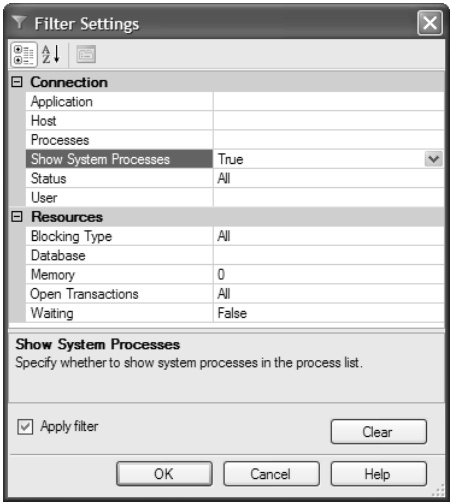 Filter Settings
Connection
Application
Host
Processes
Show System Processes True
Status All
User
Resources
Blocking Type All
Database
Memory 0
Open Transactions All
Waiting False
Show System Processes
Specify whether to show system processes in the process list.
Apply filter
Clear
OK Cancel Help